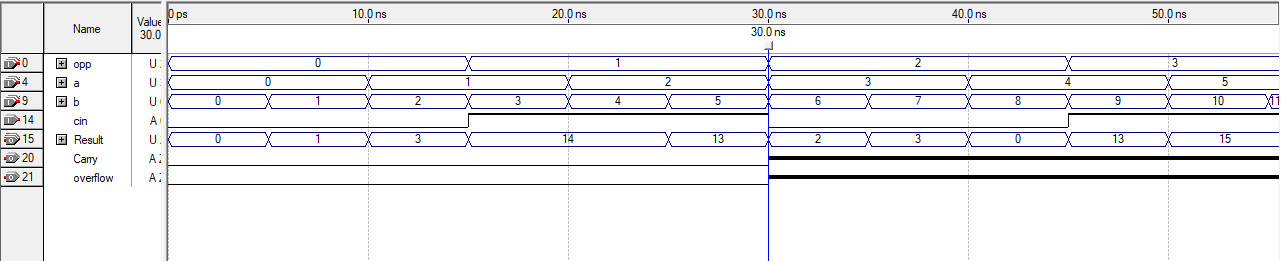 Name
Value
30.0
0 ps
10.0 ns
20.0 ns
30.0 ns
40.0 ns
50.0 ns
30.0 ns
0 opp U 0 1 2 3
4 a U 0 1 2 3 4 5
9 b U 0 1 2 3 4 5 6 7 8 9 10 11
14 cin A
15 Result U 0 1 3 14 13 2 3 0 13 15
20 Carry A Z
21 overflow A Z